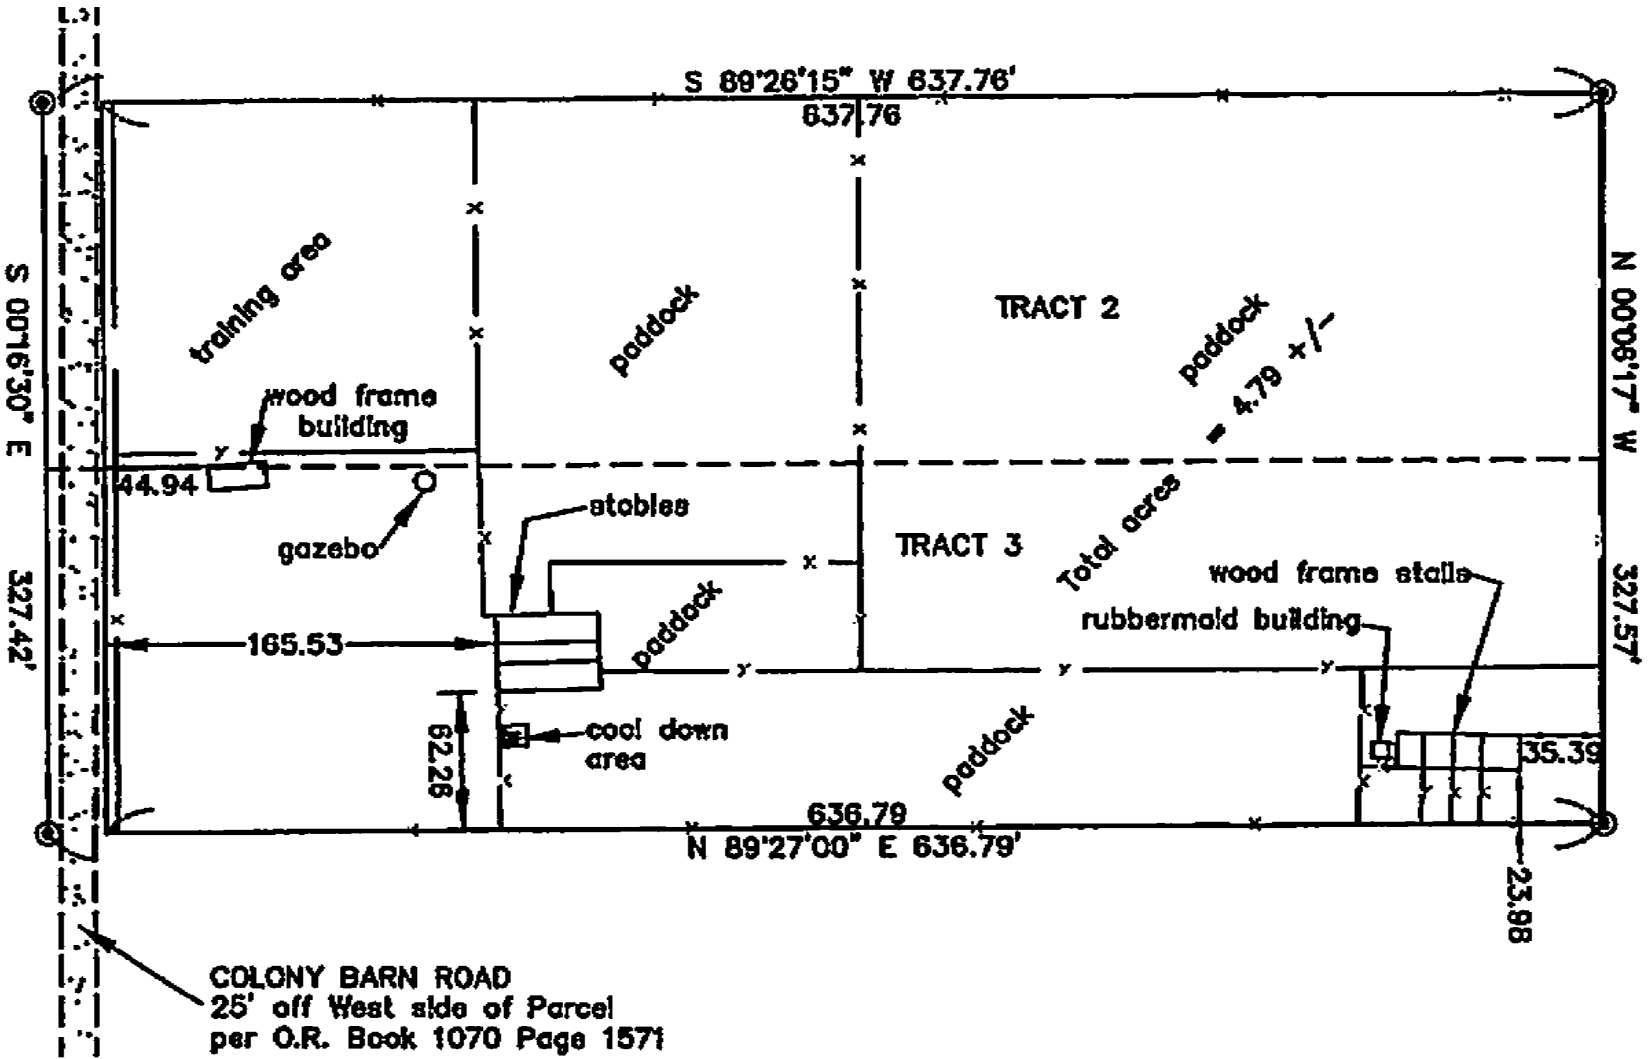 S 89°26'15" W 637.76'
637.76
training area
paddock
TRACT 2
paddock
Total acres = 4.79 +/-
S 00°16'30" E 327.42'
N 00°06'17" W 327.57'
wood frame
building
44.94
gazebo
stables
TRACT 3
wood frame stalls
rubbermaid building
165.53
paddock
62.28
cool down
area
paddock
35.39
636.79
N 89°27'00" E 636.79'
23.98
COLONY BARN ROAD
25' off West side of Parcel
per O.R. Book 1070 Page 1571